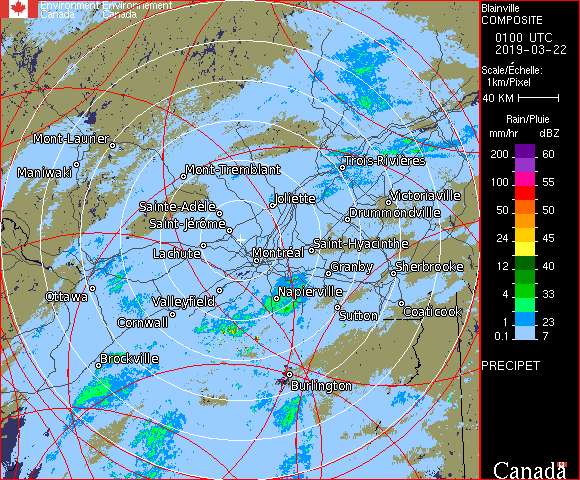 Environment Environnement
Canada Canada
Blainville
COMPOSITE
0100 UTC
2019-03-22
Scale/Échelle:
1km/Pixel
40 KM
Rain/Pluie
mm/hr dBZ
200 60
100 55
50 50
24 45
12 40
4 33
1 23
0.1 7
PRECIPET
Mont-Laurier
Maniwaki
Mont-Tremblant
Trois-Rivières
Sainte-Adèle
Joliette
Victoriaville
Drummondville
Saint-Jérôme
Lachute
Montréal
Saint-Hyacinthe
Granby
Sherbrooke
Ottawa
Valleyfield
Napierville
Cornwall
Sutton
Coaticook
Brockville
Burlington
Canada